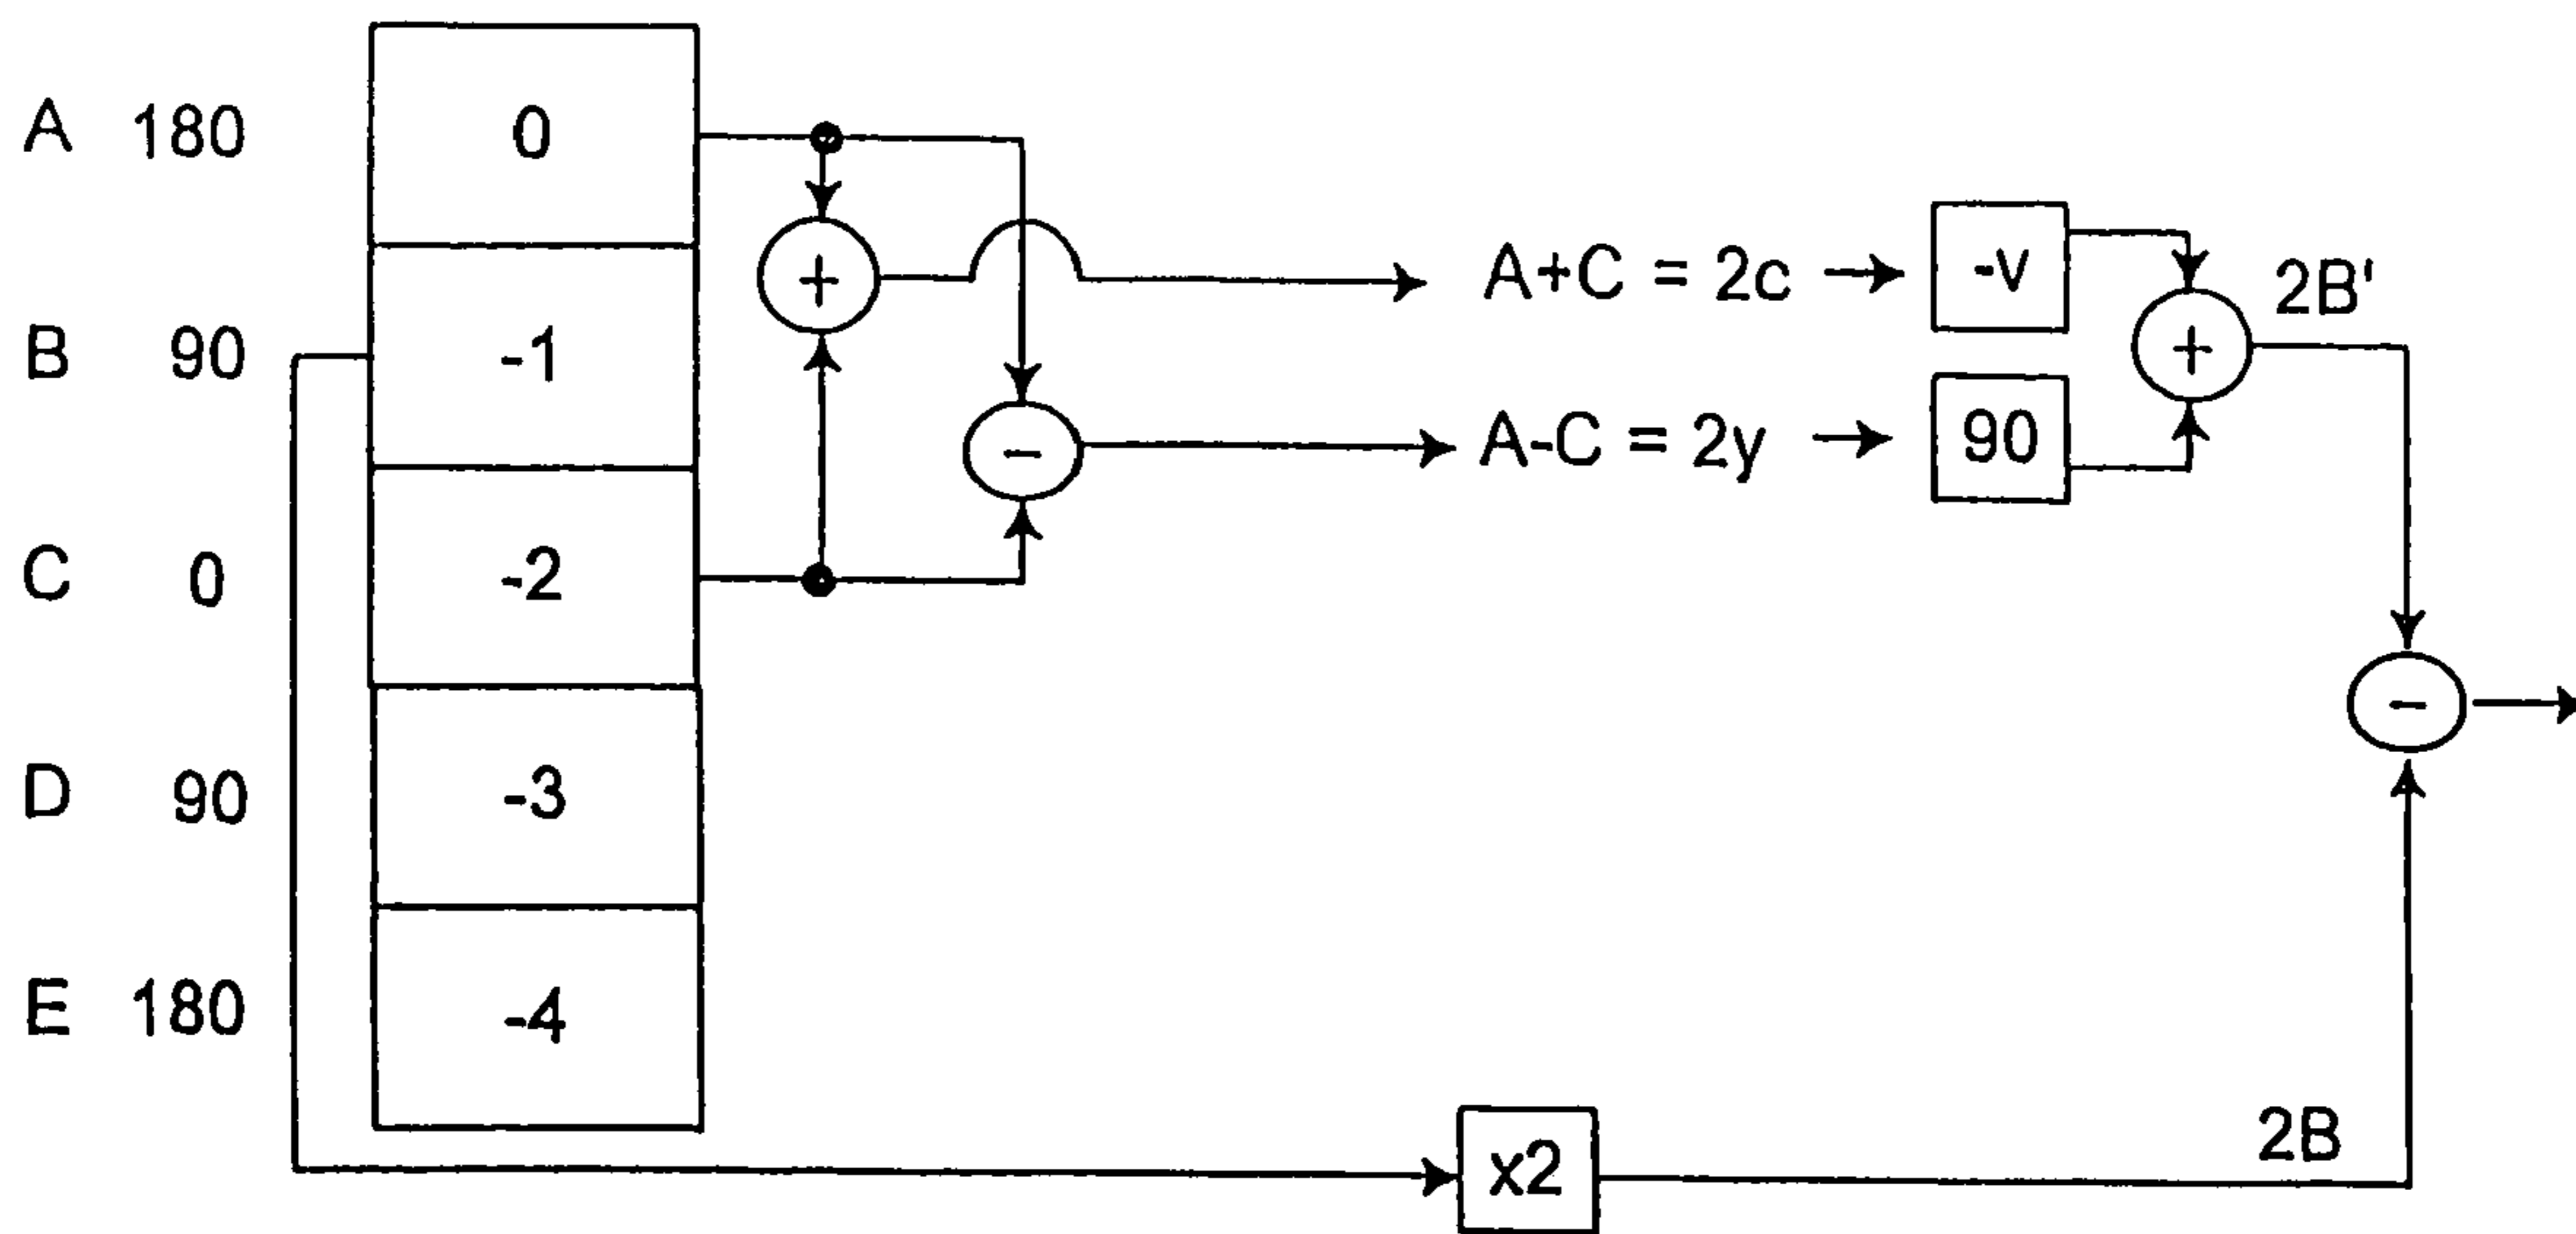 A 180 0
A+C = 2c
-v
2B'
+
+
B 90 -1
A-C = 2y
90
-
C 0 -2
-
D 90 -3
E 180 -4
x2
2B